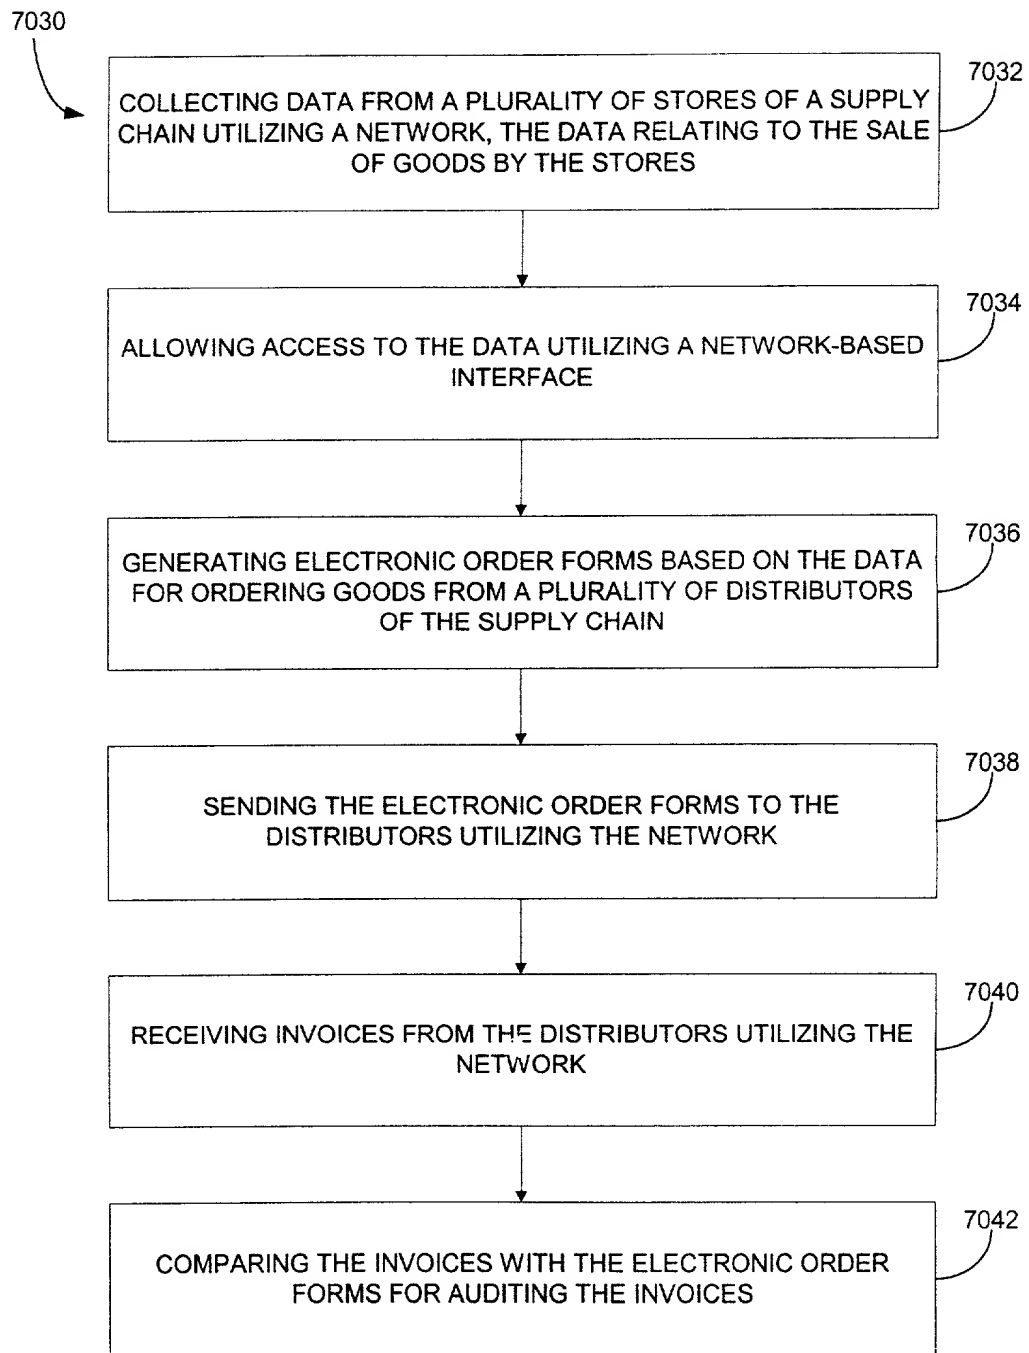 7030
7032
COLLECTING DATA FROM A PLURALITY OF STORES OF A SUPPLY
CHAIN UTILIZING A NETWORK, THE DATA RELATING TO THE SALE
OF GOODS BY THE STORES
7034
ALLOWING ACCESS TO THE DATA UTILIZING A NETWORK-BASED
INTERFACE
7036
GENERATING ELECTRONIC ORDER FORMS BASED ON THE DATA
FOR ORDERING GOODS FROM A PLURALITY OF DISTRIBUTORS
OF THE SUPPLY CHAIN
7038
SENDING THE ELECTRONIC ORDER FORMS TO THE
DISTRIBUTORS UTILIZING THE NETWORK
7040
RECEIVING INVOICES FROM THE DISTRIBUTORS UTILIZING THE
NETWORK
7042
COMPARING THE INVOICES WITH THE ELECTRONIC ORDER
FORMS FOR AUDITING THE INVOICES